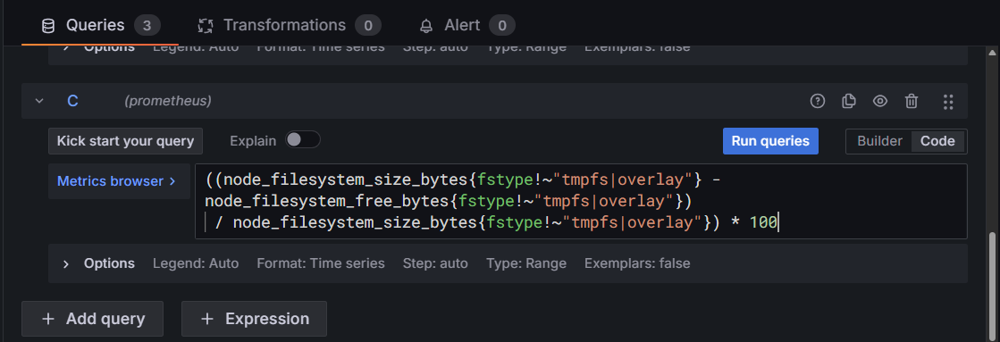 Queries 3 Transformations 0 Alert 0
Options Legend: Auto Format: Time series Step: auto Type: Range Exemplars: false
C (prometheus)
Kick start your query Explain Run queries Builder Code
Metrics browser >
((node_filesystem_size_bytes{fstype!~"tmpfs|overlay"} -
node_filesystem_free_bytes{fstype!~"tmpfs|overlay"})
/ node_filesystem_size_bytes{fstype!~"tmpfs|overlay"}) * 100
Options Legend: Auto Format: Time series Step: auto Type: Range Exemplars: false
+ Add query + Expression